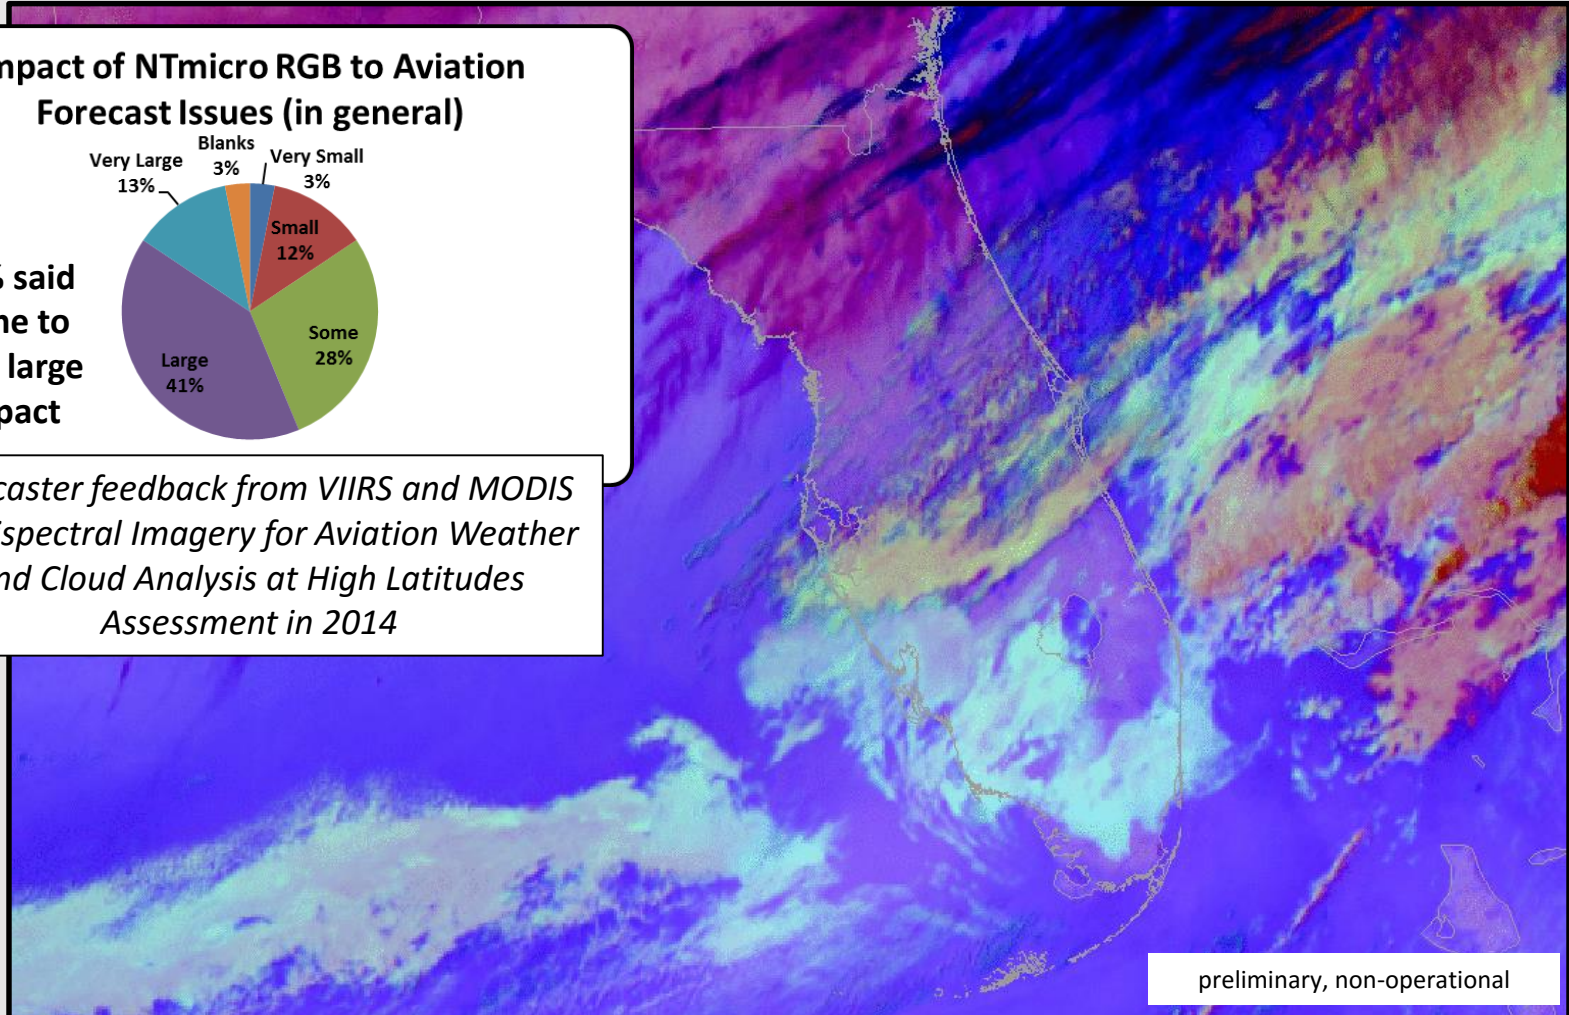 mpact of NTmicro RGB to Aviation
Forecast Issues (in general)
Blanks
3%
Very Small
3%
Very Large
13%
Small
12%
Some
28%
Large
41%
% said
ne to
large
pact
caster feedback from VIIRS and MODIS
ispectral Imagery for Aviation Weather
nd Cloud Analysis at High Latitudes
Assessment in 2014
preliminary, non-operational